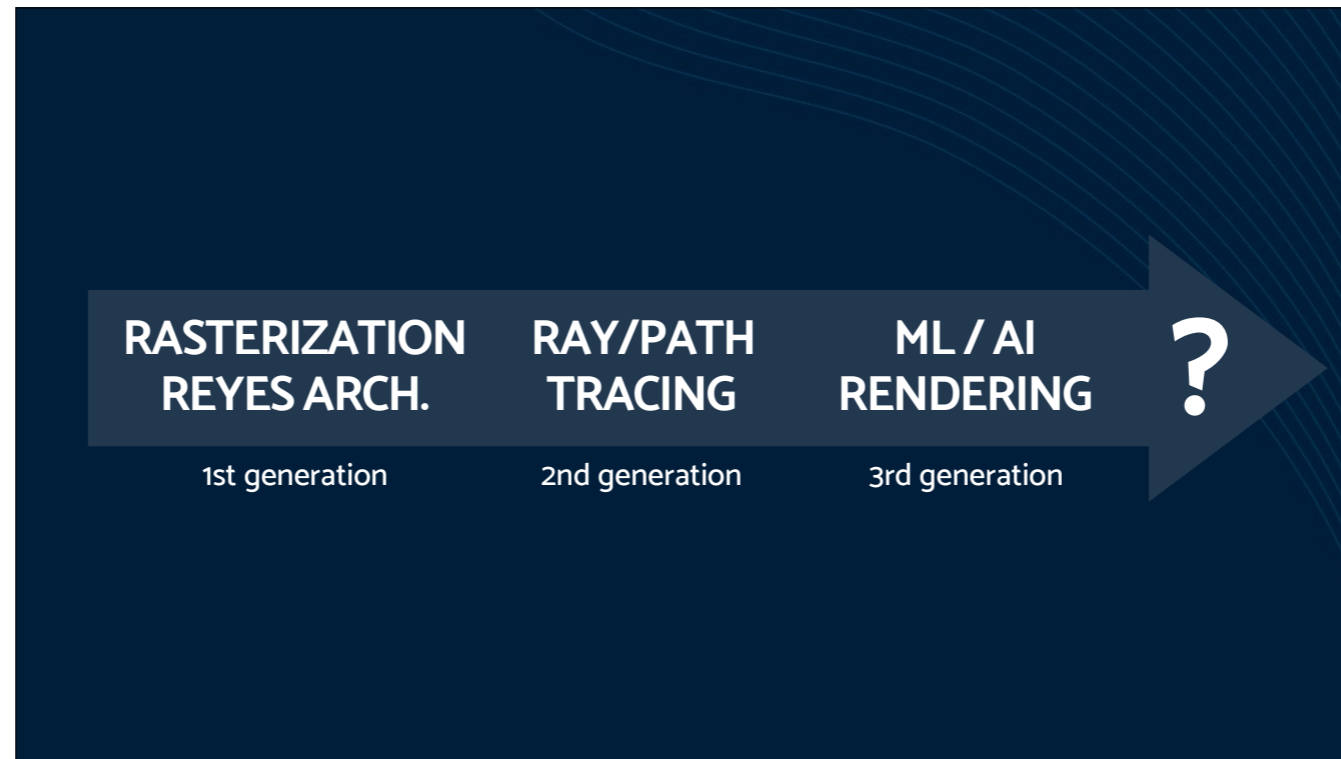 RASTERIZATION
REYES ARCH.
1st generation
RAY/PATH
TRACING
2nd generation
ML / AI
RENDERING
3rd generation
?